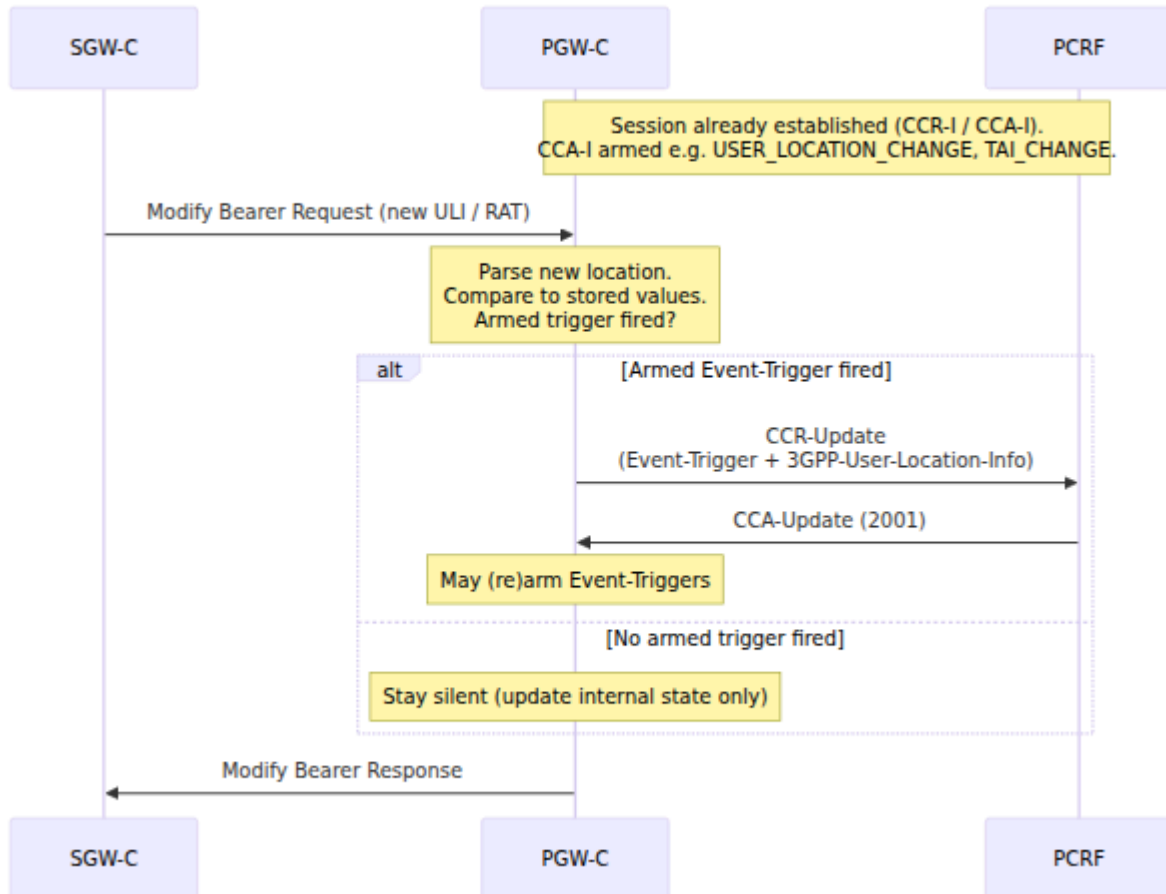 SGW-C
PGW-C
PCRF
Session already established (CCR-I / CCA-I).
CCA-I armed e.g. USER_LOCATION_CHANGE, TAI_CHANGE.
Modify Bearer Request (new ULI / RAT)
Parse new location.
Compare to stored values.
Armed trigger fired?
alt
[Armed Event-Trigger fired]
CCR-Update
(Event-Trigger + 3GPP-User-Location-Info)
CCA-Update (2001)
May (re)arm Event-Triggers
[No armed trigger fired]
Stay silent (update internal state only)
Modify Bearer Response
SGW-C
PGW-C
PCRF